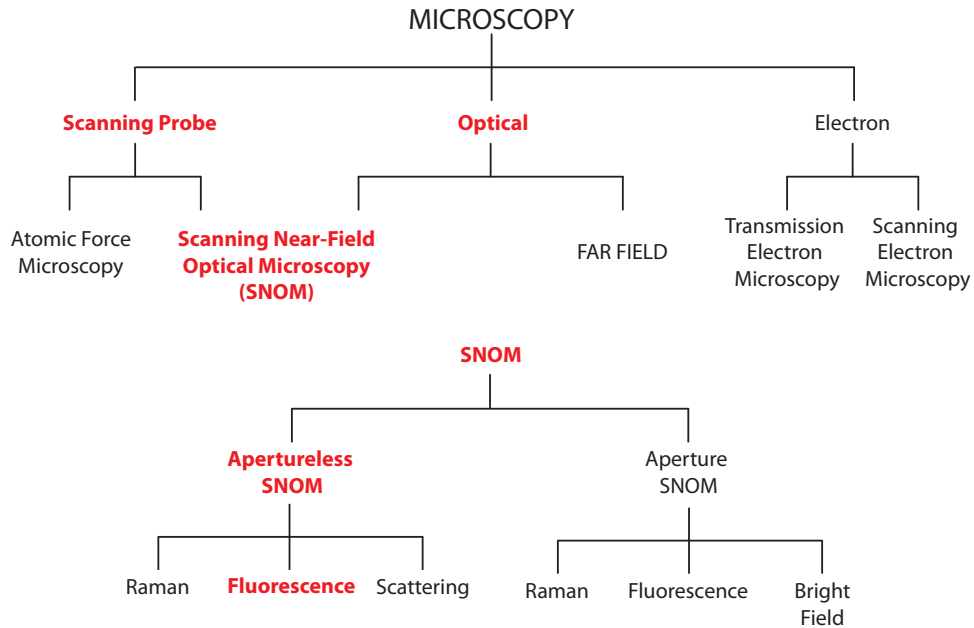 MICROSCOPY
Scanning Probe
Optical
Electron
Atomic Force
Microscopy
Scanning Near-Field
Optical Microscopy
(SNOM)
FAR FIELD
Transmission
Electron
Microscopy
Scanning
Electron
Microscopy
SNOM
Apertureless
SNOM
Aperture
SNOM
Raman
Fluorescence
Scattering
Raman
Fluorescence
Bright
Field